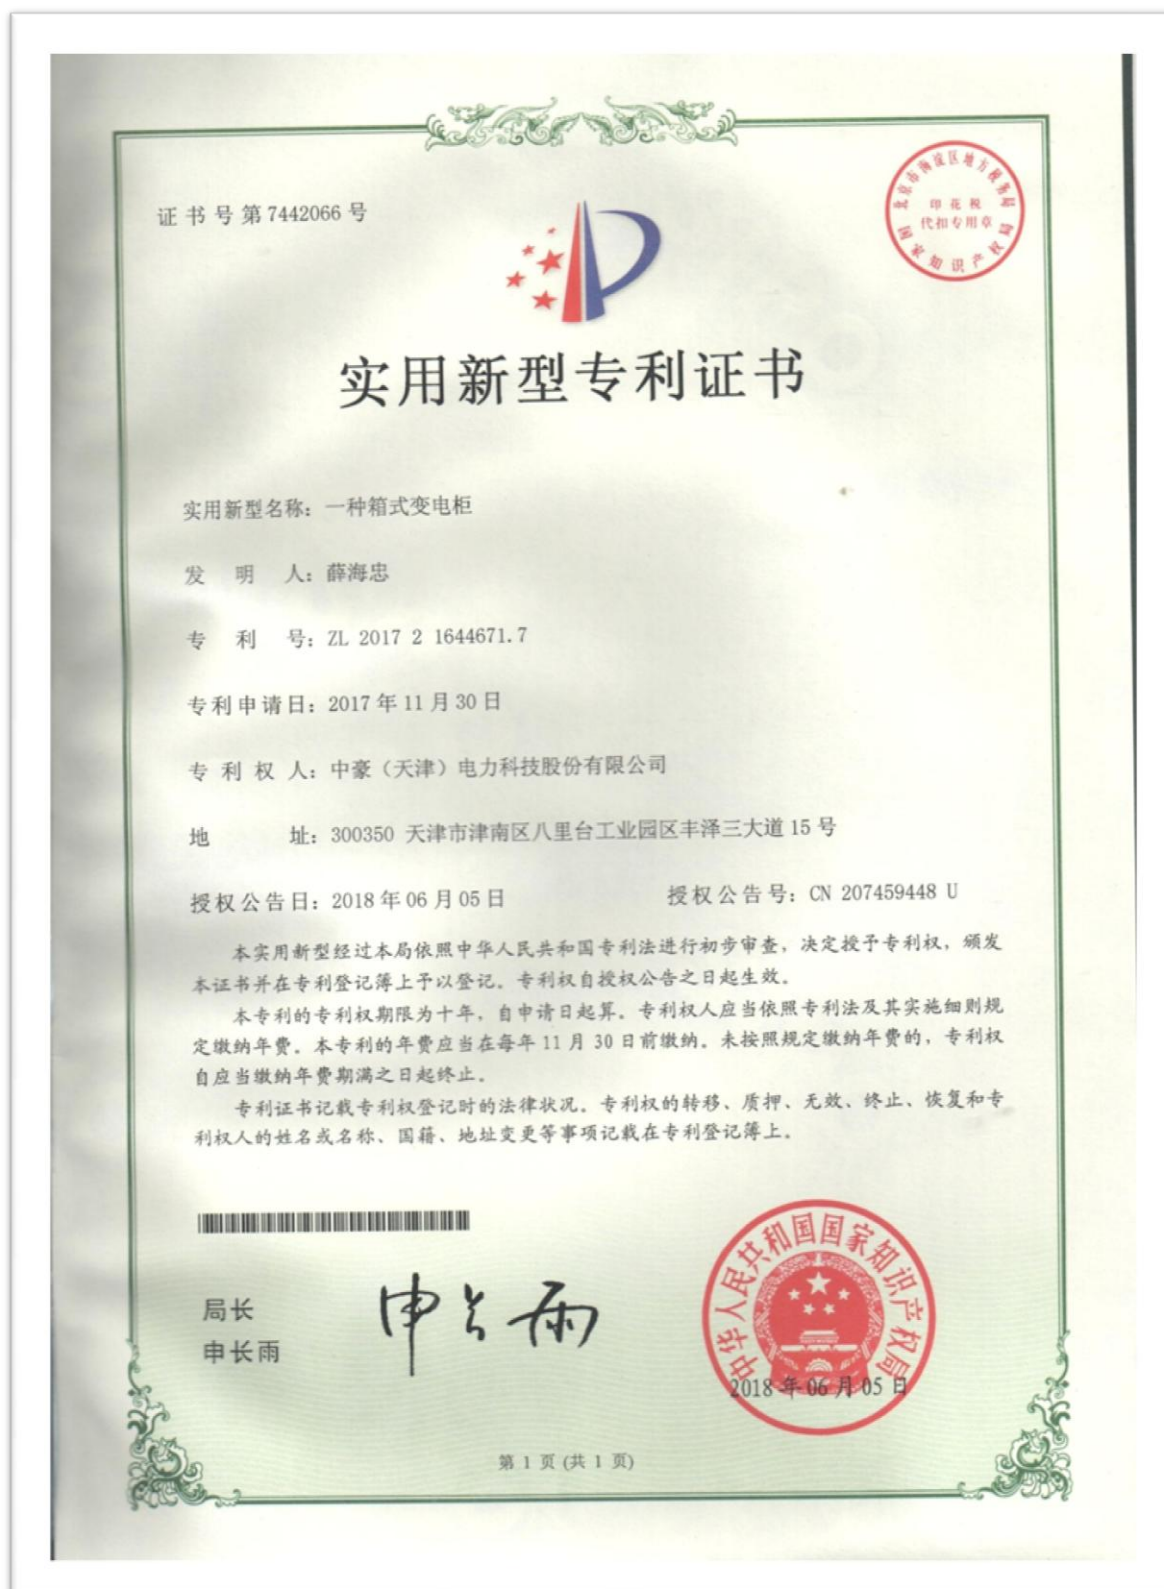 证书号第7442066号
北京市海淀区地方税务局
印花税
代扣专用章
国家知识产权局
实用新型专利证书
实用新型名称：一种箱式变电柜
发明人：薛海忠
专利号：ZL 2017 2 1644671.7
专利申请日：2017年11月30日
专利权人：中豪（天津）电力科技股份有限公司
地址：300350 天津市津南区八里台工业园区丰泽三大道15号
授权公告日：2018年06月05日 授权公告号：CN 207459448 U
本实用新型经过本局依照中华人民共和国专利法进行初步审查，决定授予专利权，颁发
本证书并在专利登记簿上予以登记。专利权自授权公告之日起生效。
本专利的专利权期限为十年，自申请日起算。专利权人应当依照专利法及其实施细则规
定缴纳年费。本专利的年费应当在每年11月30日前缴纳。未按照规定缴纳年费的，专利权
自应当缴纳年费期满之日起终止。
专利证书记载专利权登记时的法律状况。专利权的转移、质押、无效、终止、恢复和专
利权人的姓名或名称、国籍、地址变更等事项记载在专利登记簿上。
局长
申长雨
申长雨
中华人民共和国国家知识产权局
2018年06月05日
第1页(共1页)